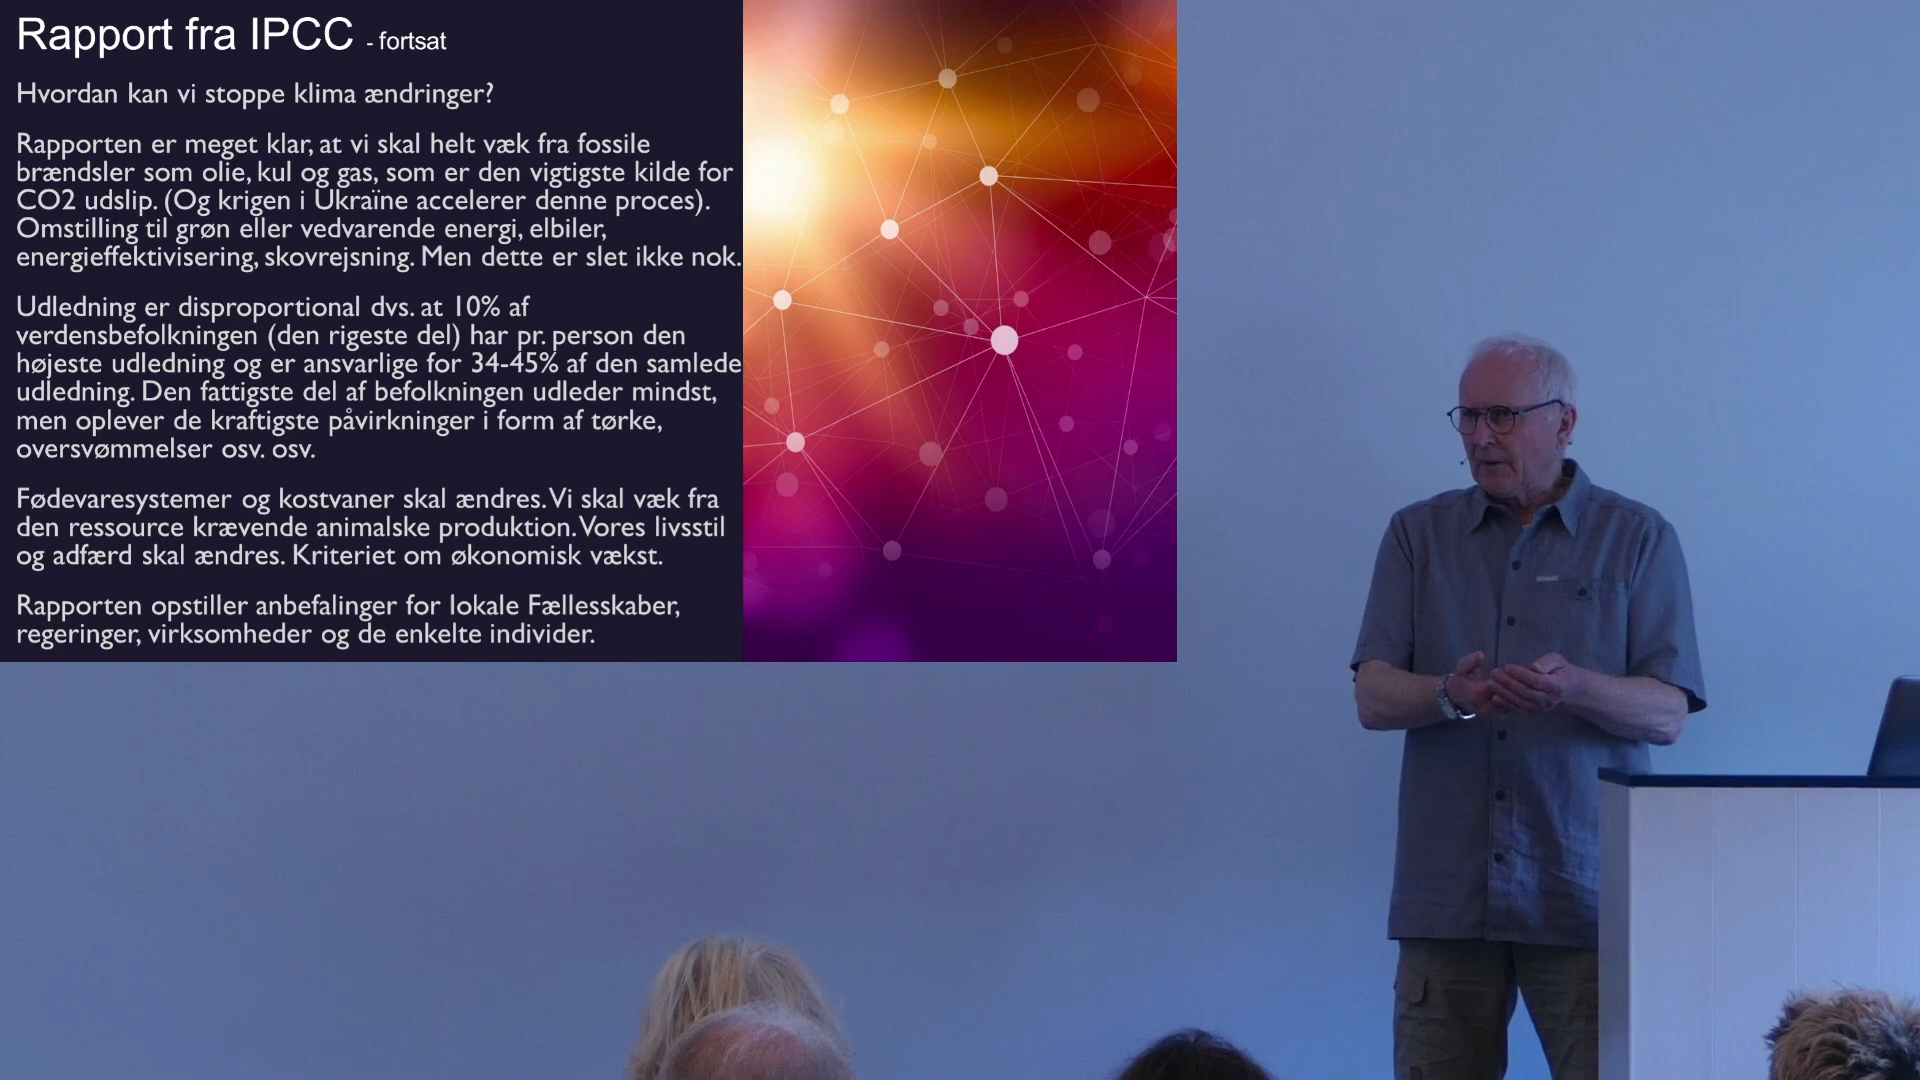 Rapport fra IPCC - fortsat
Hvordan kan vi stoppe klima ændringer?
Rapporten er meget klar, at vi skal helt væk fra fossile
brændsler som olie, kul og gas, som er den vigtigste kilde for
CO2 udslip. (Og krigen i Ukraïne accelerer denne proces).
Omstilling til grøn eller vedvarende energi, elbiler,
energieffektivisering, skovrejsning. Men dette er slet ikke nok.
Udledning er disproportional dvs. at 10% af
verdensbefolkningen (den rigeste del) har pr. person den
højeste udledning og er ansvarlige for 34-45% af den samlede
udledning. Den fattigste del af befolkningen udleder mindst,
men oplever de kraftigste påvirkninger i form af tørke,
oversvømmelser osv. osv.
Fødevaresystemer og kostvaner skal ændres. Vi skal væk fra
den ressource krævende animalske produktion. Vores livsstil
og adfærd skal ændres. Kriteriet om økonomisk vækst.
Rapporten opstiller anbefalinger for lokale Fællesskaber,
regeringer, virksomheder og de enkelte individer.